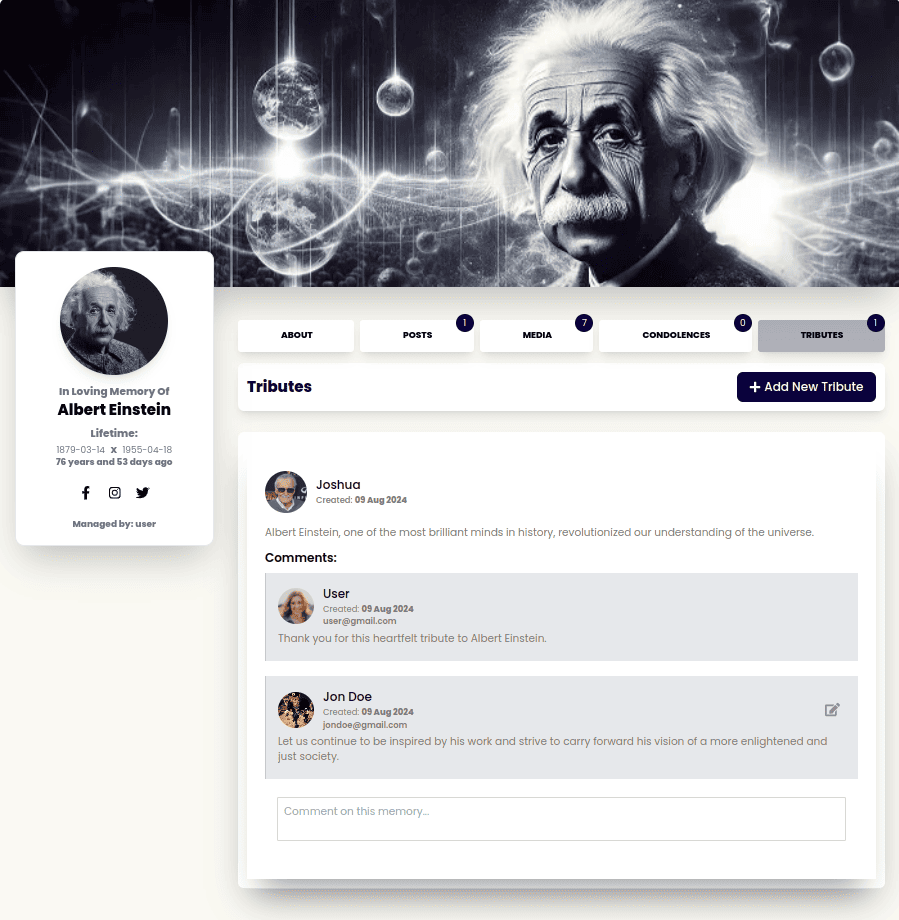 In Loving Memory Of
Albert Einstein
Lifetime:
1879-03-14 X 1955-04-18
76 years and 53 days ago
Managed by: user
ABOUT
POSTS 1
MEDIA 7
CONDOLENCES 0
TRIBUTES 1
Tributes
+ Add New Tribute
Joshua
Created: 09 Aug 2024
Albert Einstein, one of the most brilliant minds in history, revolutionized our understanding of the universe.
Comments:
User
Created: 09 Aug 2024
user@gmail.com
Thank you for this heartfelt tribute to Albert Einstein.
Jon Doe
Created: 09 Aug 2024
jondoe@gmail.com
Let us continue to be inspired by his work and strive to carry forward his vision of a more enlightened and
just society.
Comment on this memory...